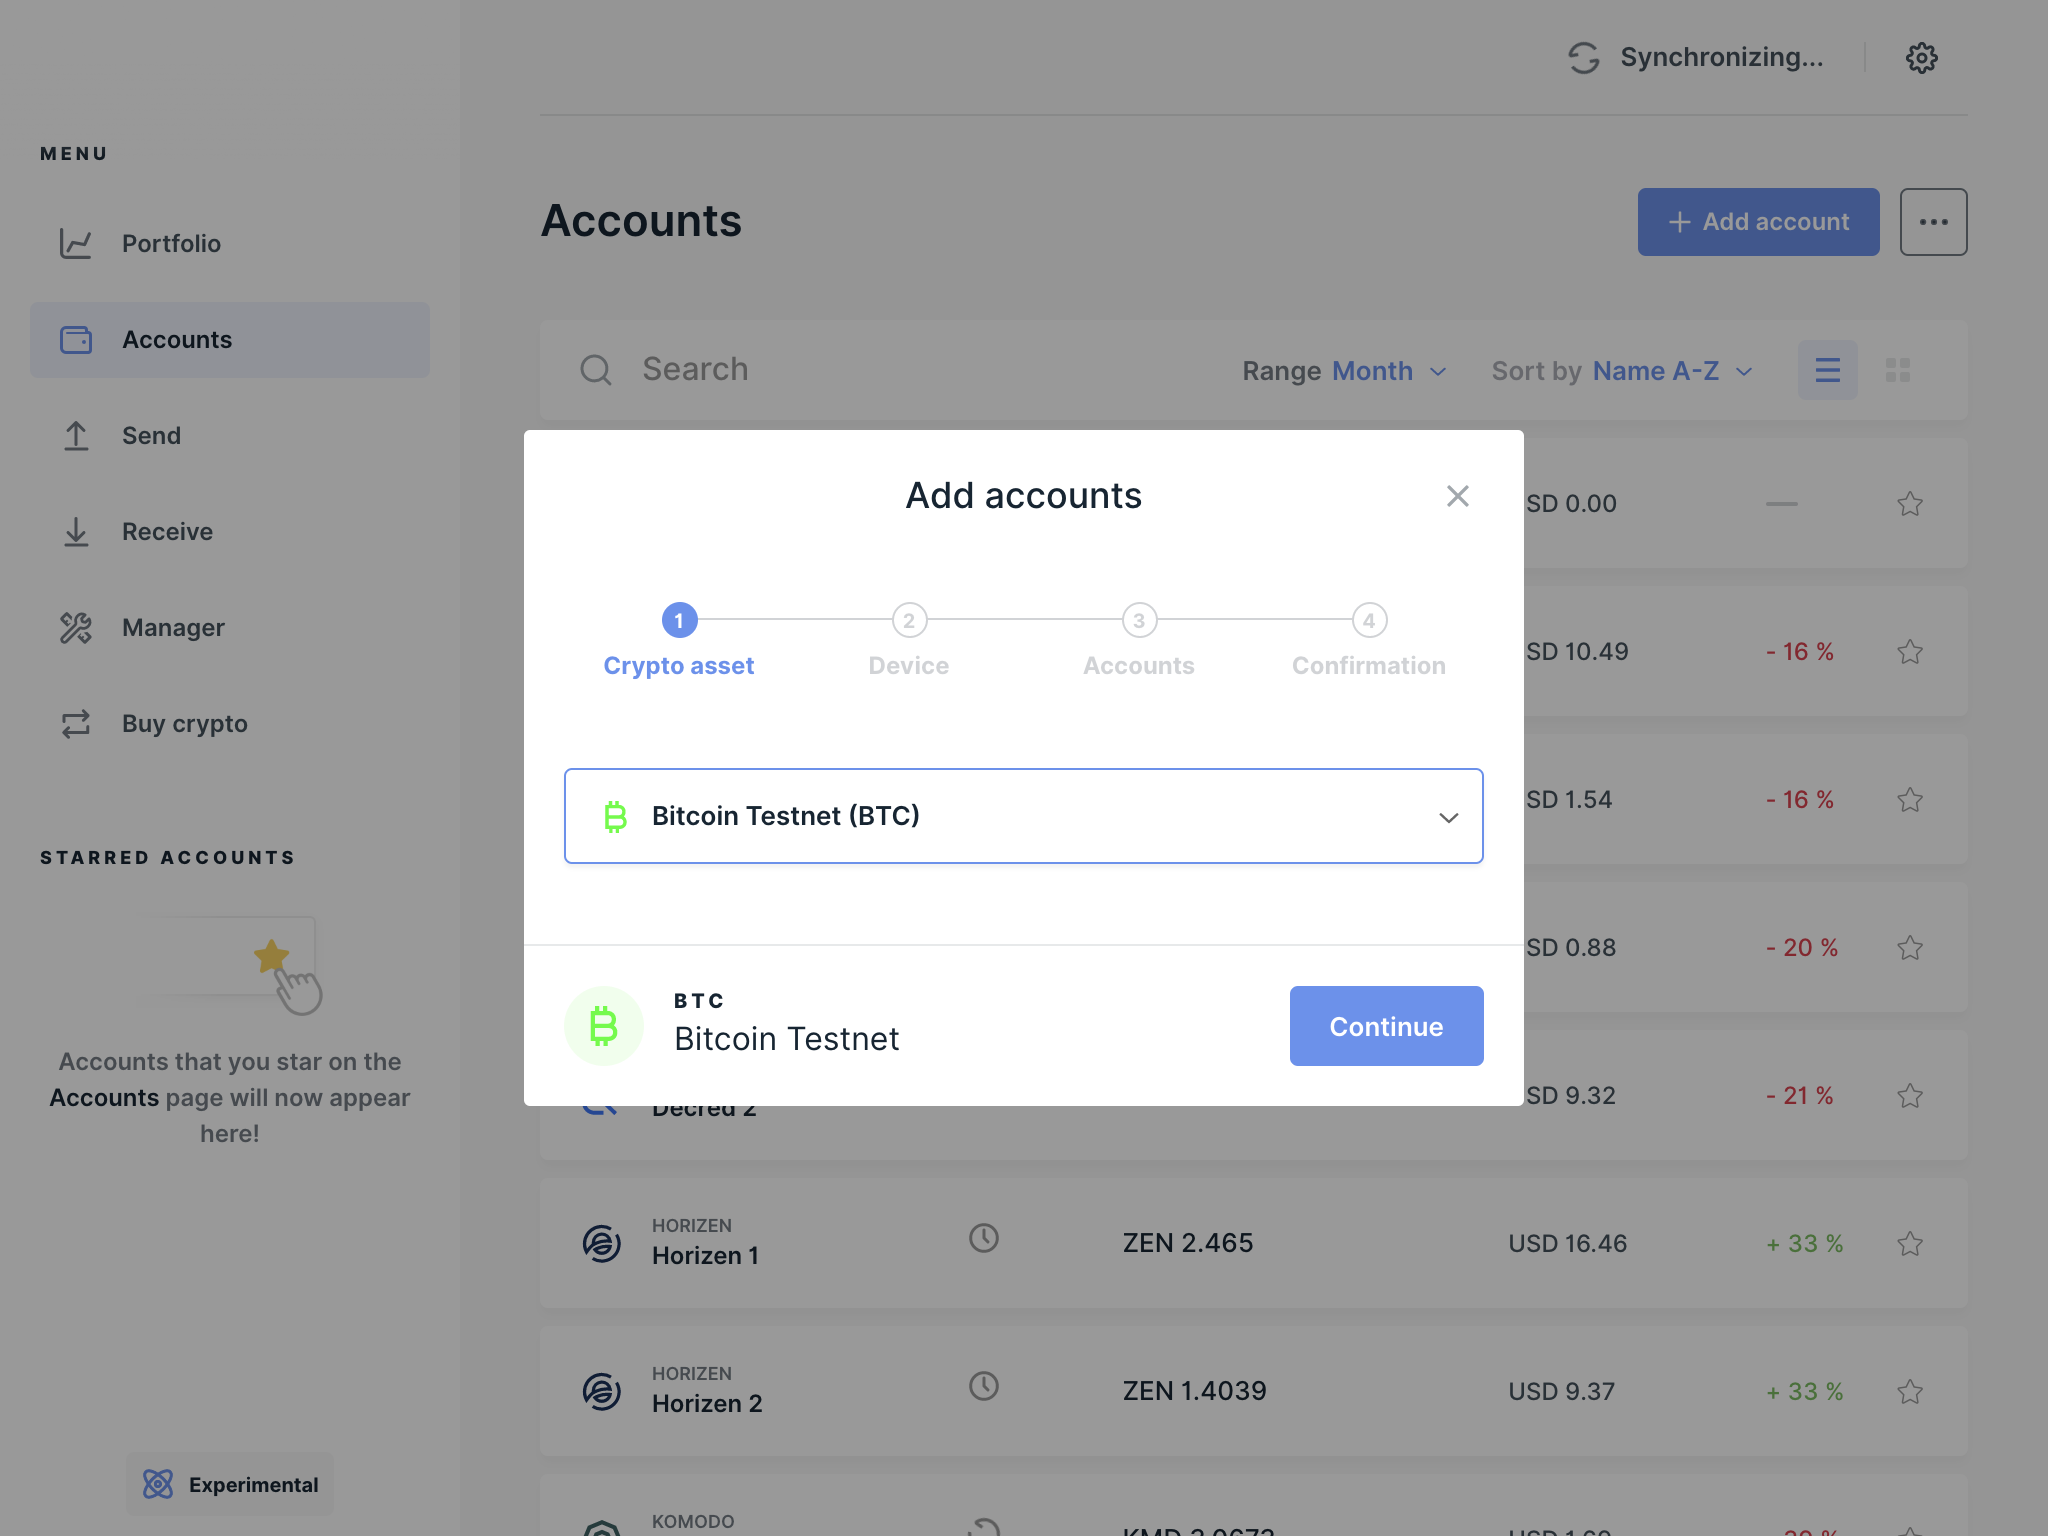 Synchronizing...
MENU
Portfolio
Accounts
Send
Receive
Manager
Buy crypto
STARRED ACCOUNTS
Accounts that you star on the
Accounts page will now appear
here!
Experimental
Accounts
+ Add account
Search
Range Month
Sort by Name A-Z
Add accounts
1
2
3
4
Crypto asset
Device
Accounts
Confirmation
Bitcoin Testnet (BTC)
BTC
Bitcoin Testnet
Continue
SD 0.00
SD 10.49 - 16 %
SD 1.54 - 16 %
SD 0.88 - 20 %
Decred 2
SD 9.32 - 21 %
HORIZEN
Horizen 1
ZEN 2.465
USD 16.46
+ 33 %
HORIZEN
Horizen 2
ZEN 1.4039
USD 9.37
+ 33 %
KOMODO